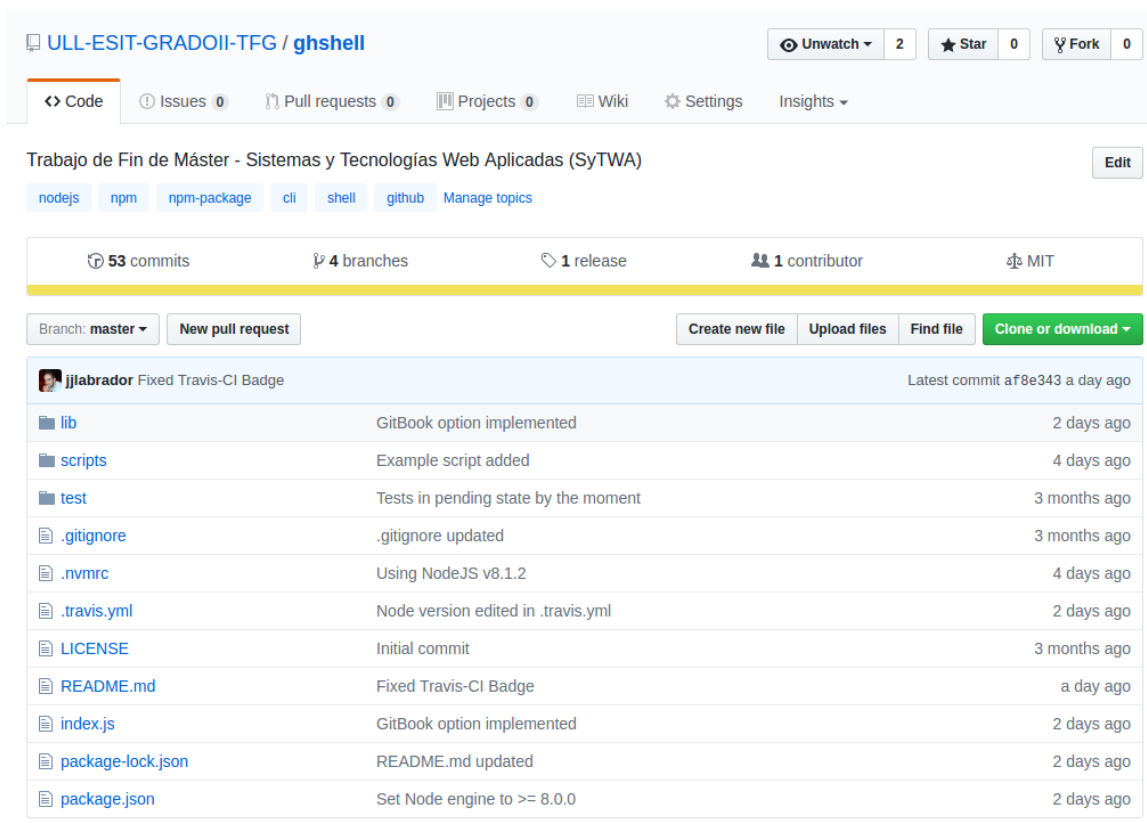 ULL-ESIT-GRADOII-TFG / ghshell
Unwatch 2 Star 0 Fork 0
Code Issues 0 Pull requests 0 Projects 0 Wiki Settings Insights
Trabajo de Fin de Máster - Sistemas y Tecnologías Web Aplicadas (SyTWA) Edit
nodejs npm npm-package cli shell github Manage topics
53 commits 4 branches 1 release 1 contributor MIT
Branch: master New pull request Create new file Upload files Find file Clone or download
jjlabrador Fixed Travis-CI Badge Latest commit af8e343 a day ago
lib GitBook option implemented 2 days ago
scripts Example script added 4 days ago
test Tests in pending state by the moment 3 months ago
.gitignore .gitignore updated 3 months ago
.nvmrc Using NodeJS v8.1.2 4 days ago
.travis.yml Node version edited in .travis.yml 2 days ago
LICENSE Initial commit 3 months ago
README.md Fixed Travis-CI Badge a day ago
index.js GitBook option implemented 2 days ago
package-lock.json README.md updated 2 days ago
package.json Set Node engine to >= 8.0.0 2 days ago